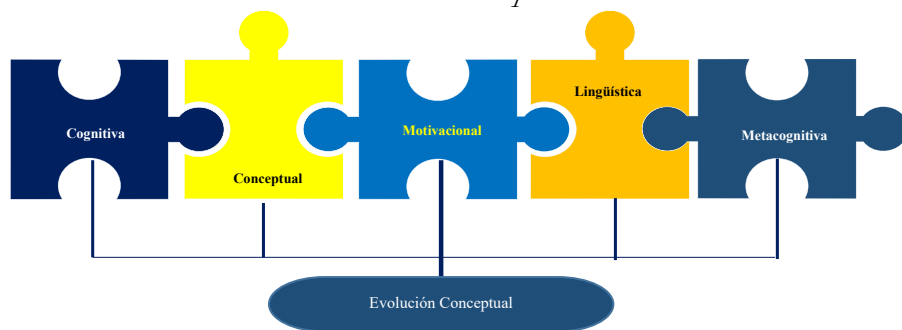 Cognitiva
Conceptual
Motivacional
Lingüística
Metacognitiva
Evolución Conceptual